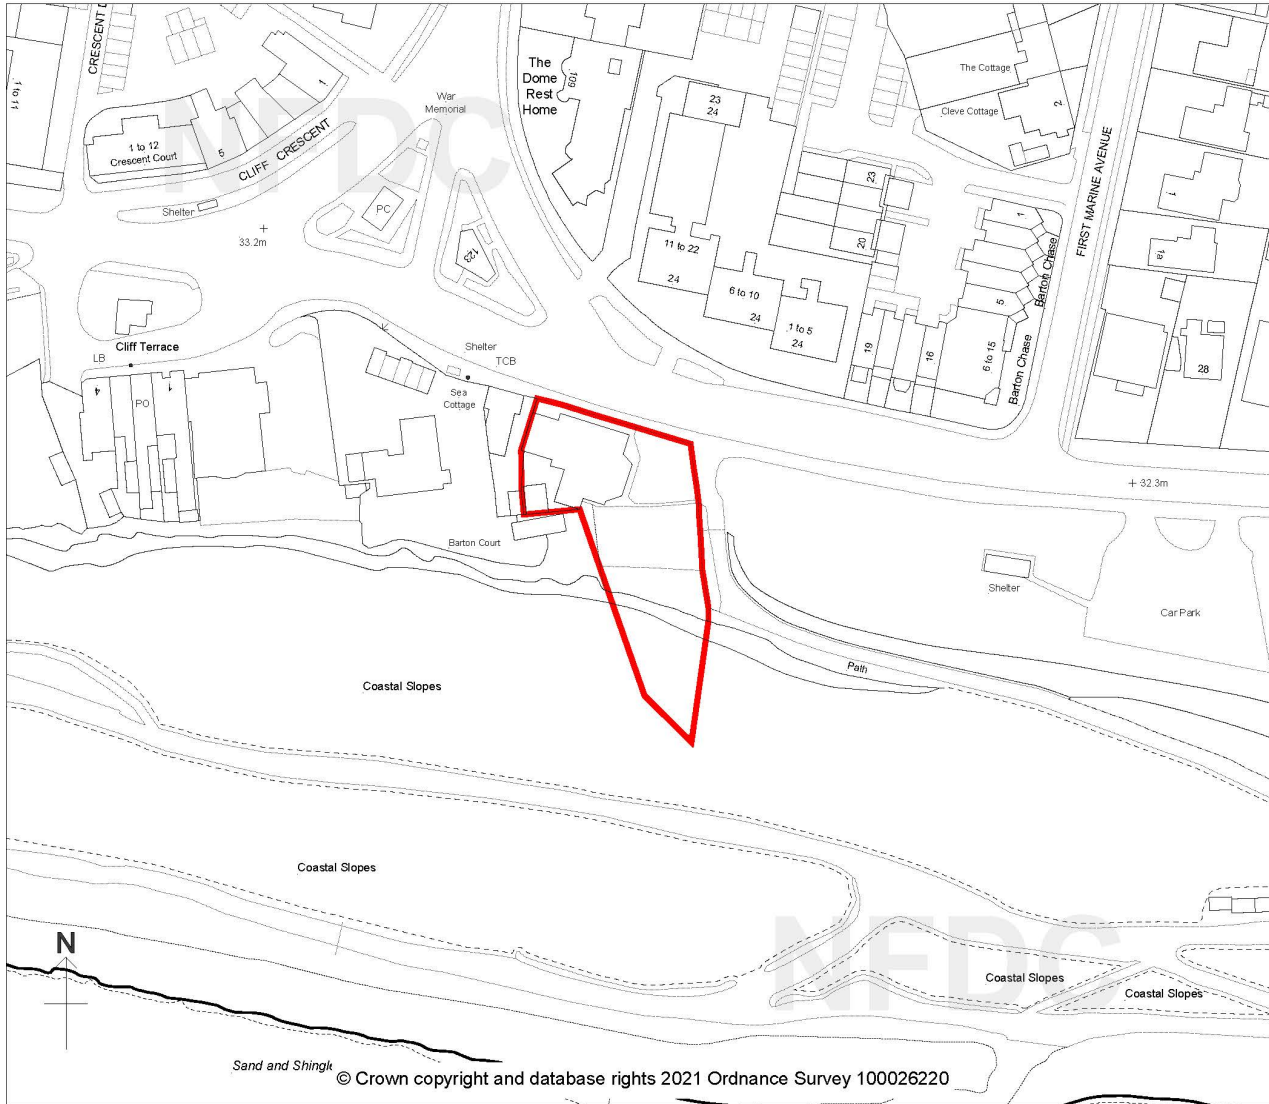 CRESCENT D
1 to 11
1
1 to 12
Crescent Court
5
CLIFF CRESCENT
NFDC
War
Memorial
The
Dome
Rest
Home
109
23
24
The Cottage
Cleve Cottage
2
FIRST MARINE AVENUE
1
1a
28
Shelter
33.2m
PC
123
11 to 22
24
6 to 10
24
1 to 5
24
23
20
19
16
6 to 15
1
5
Barton Chase
Barton Chase
LB
Cliff Terrace
4
PO
1
Shelter
TCB
Sea
Cottage
32.3m
Barton Court
Shelter
Car Park
Path
Coastal Slopes
Coastal Slopes
NFDC
Coastal Slopes
Coastal Slopes
N
Sand and Shingle
© Crown copyright and database rights 2021 Ordnance Survey 100026220